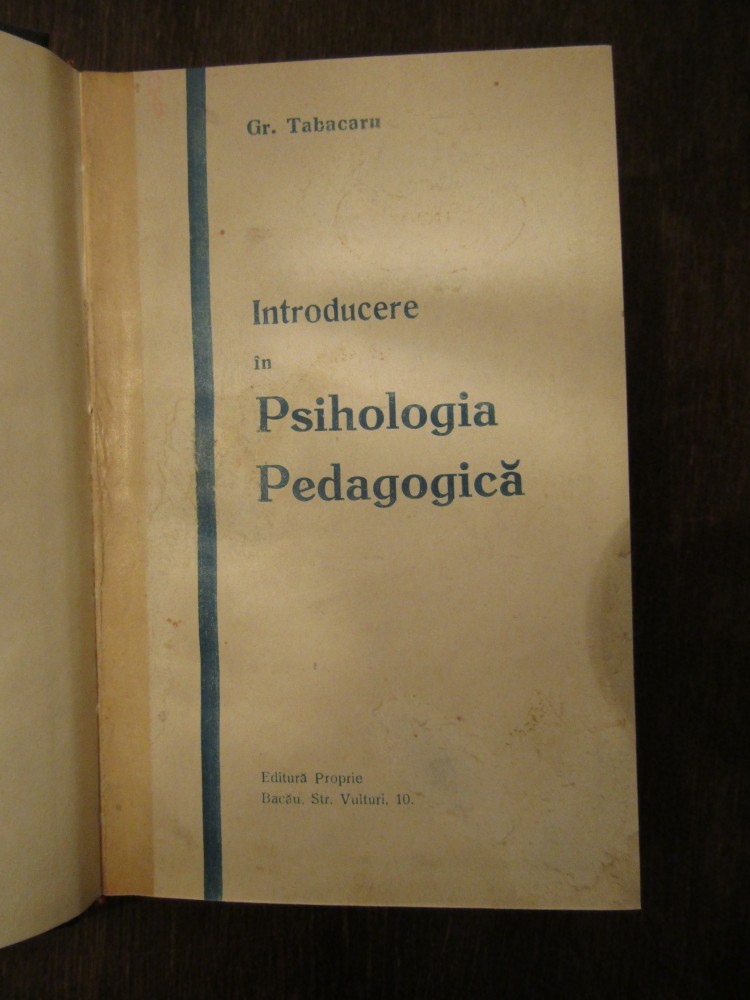 Gr. Tabacaru
Introducere
în
Psihologia
Pedagogică
Editură Proprie
Bacău, Str. Vulturi, 10.